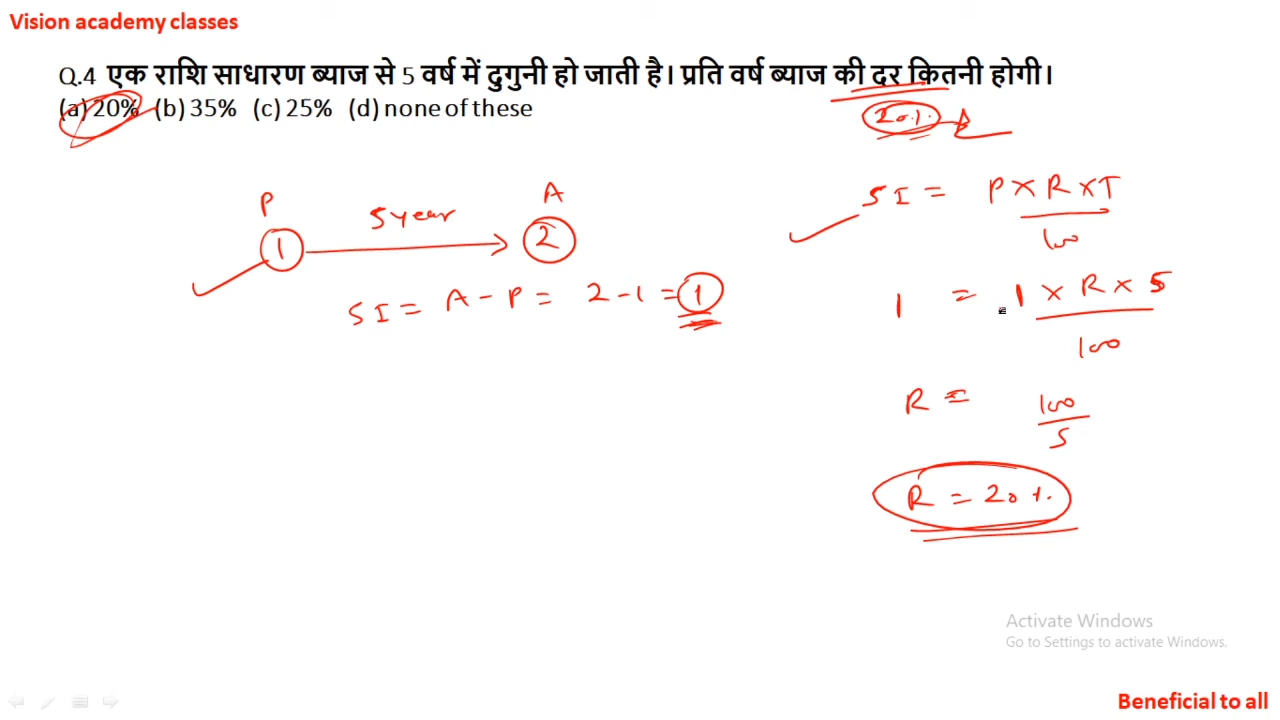 Vision academy classes
Q.4 एक राशि साधारण ब्याज से 5 वर्ष में दुगुनी हो जाती है। प्रति वर्ष ब्याज की दर कितनी होगी।
(a) 20% (b) 35% (c) 25% (d) none of these
20%
P
5 year
A
1
2
SI = A - P = 2 - 1 = 1
SI = P × R × T
100
1 = 1 × R × 5
100
R = 100
5
R = 20%
Activate Windows
Go to Settings to activate Windows.
Beneficial to all